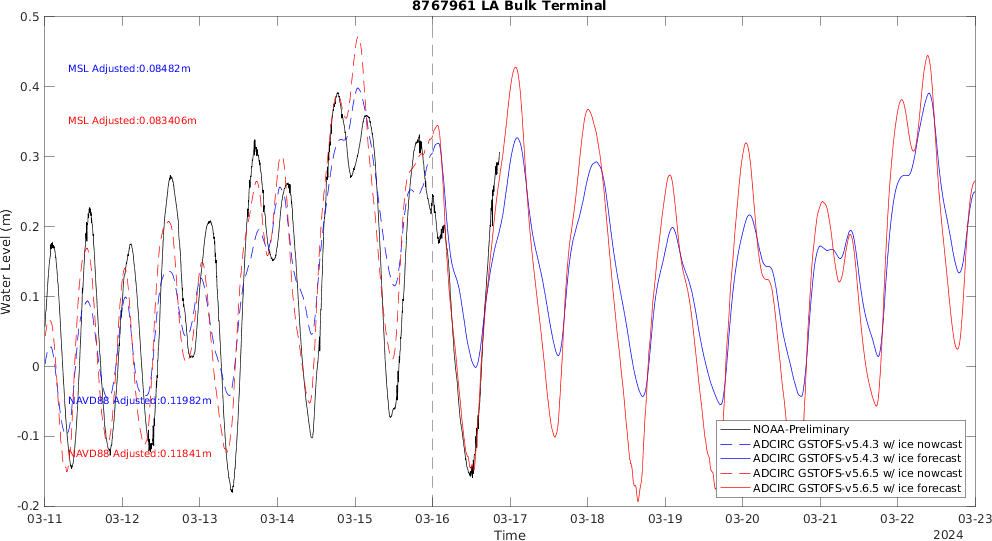 8767961 LA Bulk Terminal
0.5
0.4
0.3
0.2
0.1
0
-0.1
-0.2
Water Level (m)
MSL Adjusted:0.08482m
MSL Adjusted:0.083406m
NAVD88 Adjusted:0.11982m
NAVD88 Adjusted:0.11841m
NOAA-Preliminary
ADCIRC GSTOFS-v5.4.3 w/ ice nowcast
ADCIRC GSTOFS-v5.4.3 w/ ice forecast
ADCIRC GSTOFS-v5.6.5 w/ ice nowcast
ADCIRC GSTOFS-v5.6.5 w/ ice forecast
03-11 03-12 03-13 03-14 03-15 03-16 03-17 03-18 03-19 03-20 03-21 03-22 03-23
Time
2024